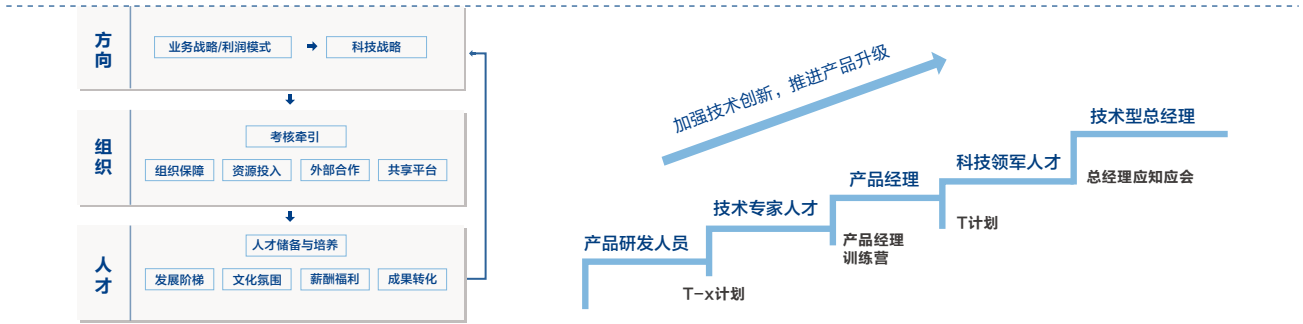 方向
业务战略/利润模式
科技战略
组织
考核牵引
组织保障
资源投入
外部合作
共享平台
人才
人才储备与培养
发展阶梯
文化氛围
薪酬福利
成果转化
加强技术创新，推进产品升级
产品研发人员
T-x计划
技术专家人才
产品经理
产品经理
训练营
科技领军人才
T计划
技术型总经理
总经理应知应会